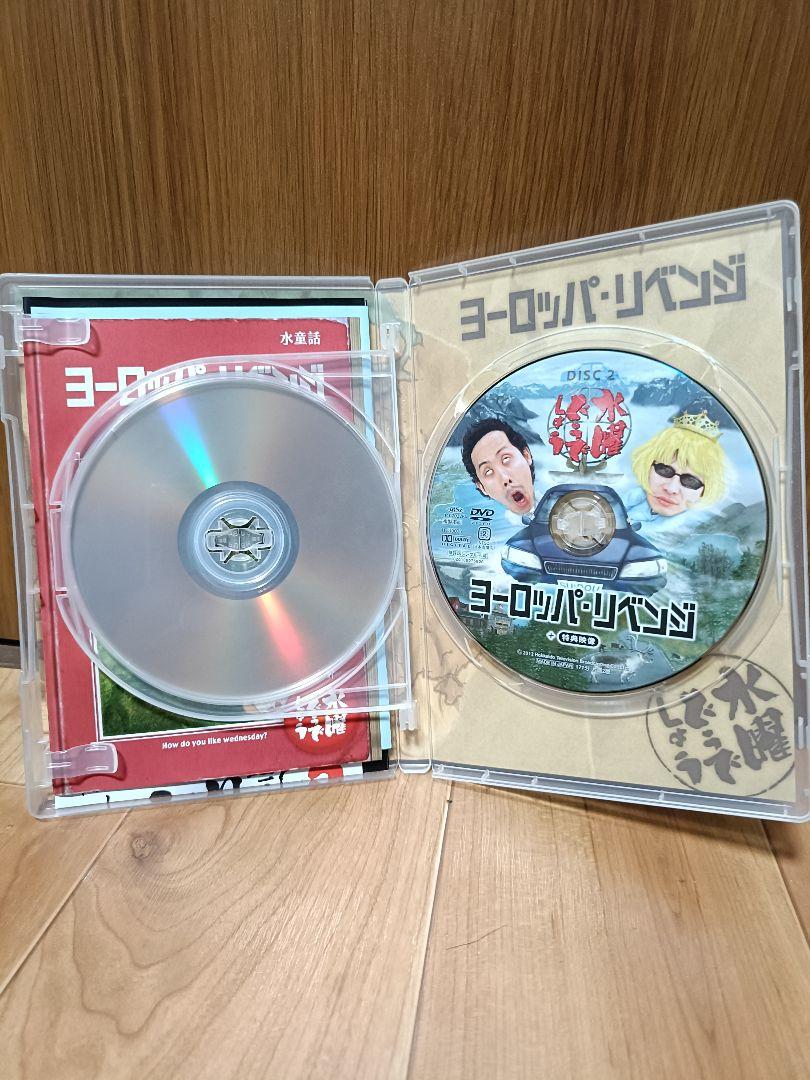 水童話
ヨーロッパ・リベンジ
水曜
どうで
しょう
How do you like wednesday?
ヨーロッパ・リベンジ
DISC 2
水曜
どうで
しょう
DVD
ヨーロッパ・リベンジ
+特典映像
水曜
どうで
しょう